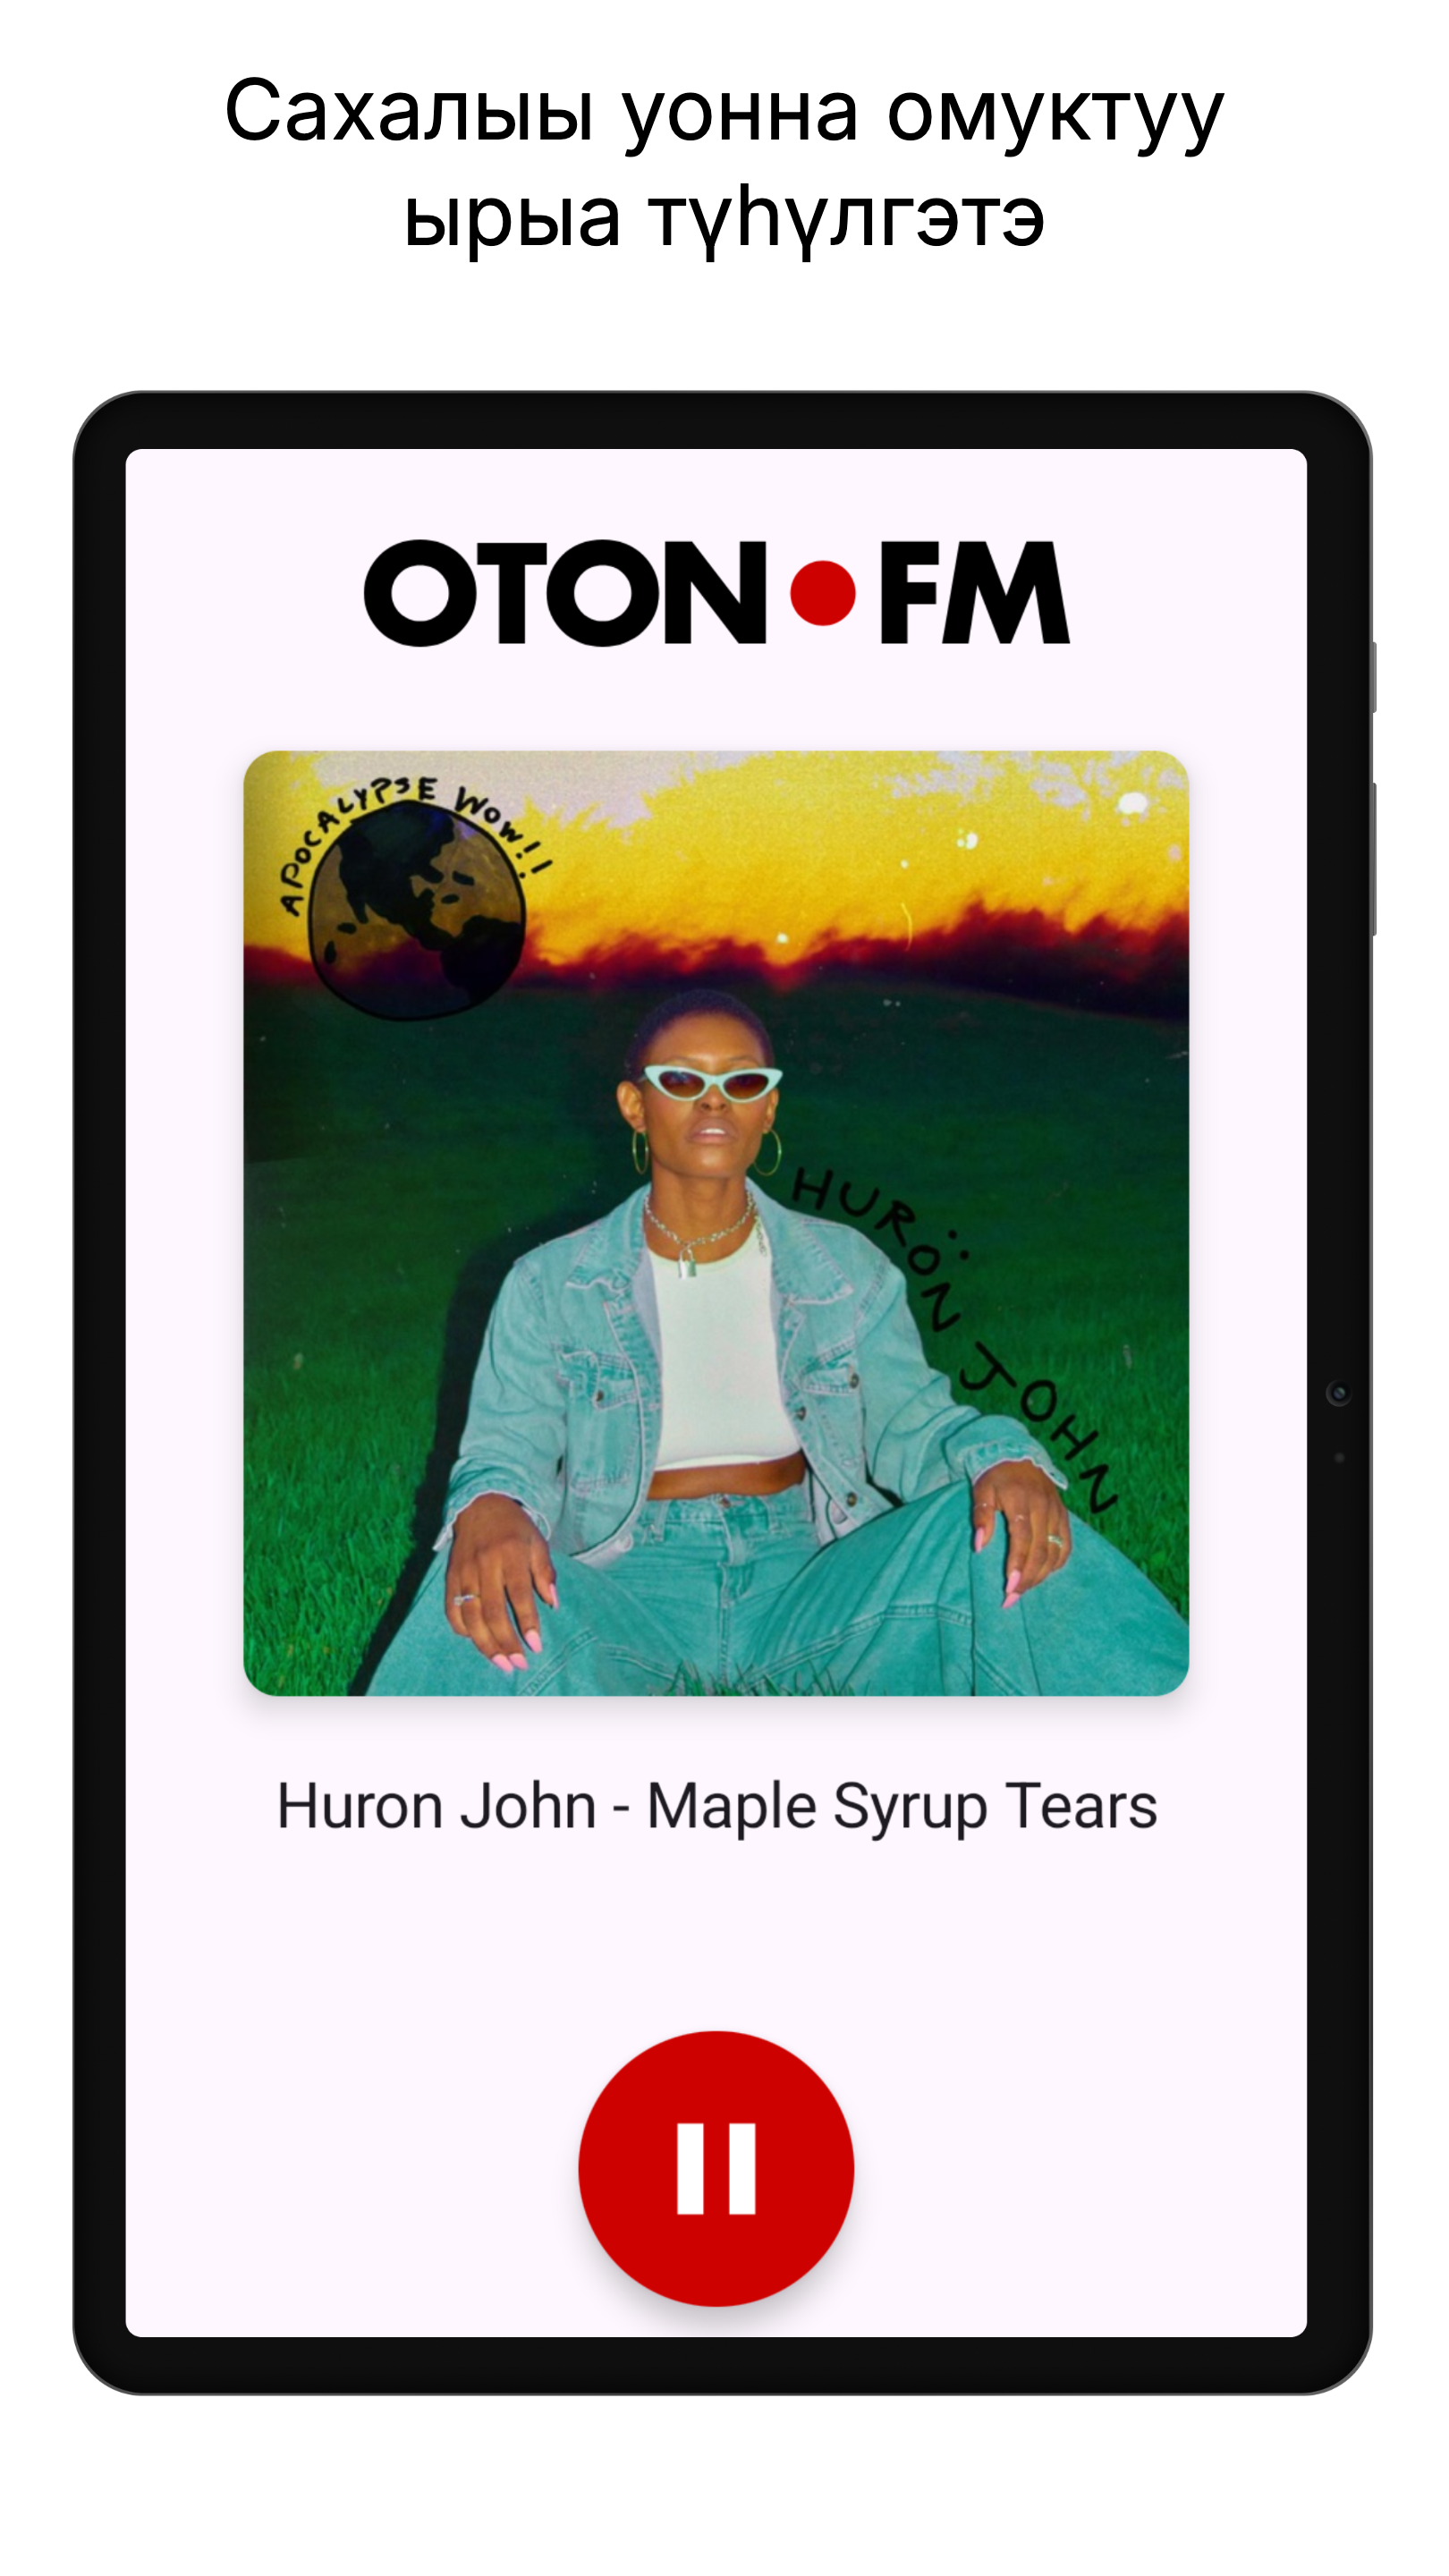 Сахалыы уонна омуктуу
ырыа түһүлгэтэ
OTON•FM
APOCALYPSE WOW!!
HURÖN JOHN
Huron John - Maple Syrup Tears